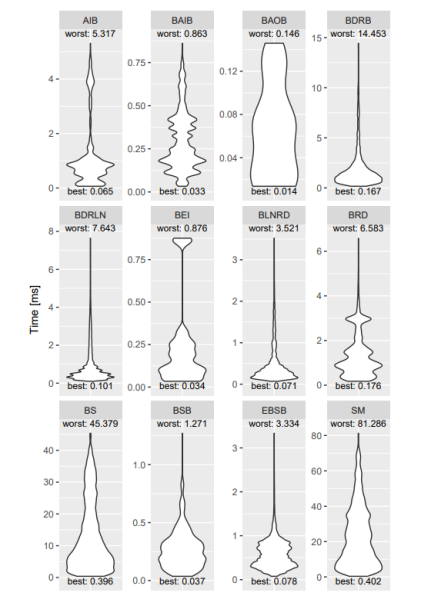 AIB BAIB BAOB BDRB
worst: 5.317 worst: 0.863 worst: 0.146 worst: 14.453
4 2 0
0.75 0.50 0.25 0.00
0.12 0.08 0.04
15 10 5 0
best: 0.065 best: 0.033 best: 0.014 best: 0.167
BDRLN BEI BLNRD BRD
worst: 7.643 worst: 0.876 worst: 3.521 worst: 6.583
8 6 4 2 0
0.75 0.50 0.25 0.00
3 2 1 0
6 4 2 0
best: 0.101 best: 0.034 best: 0.071 best: 0.176
Time [ms]
BS BSB EBSB SM
worst: 45.379 worst: 1.271 worst: 3.334 worst: 81.286
40 30 20 10 0
1.0 0.5 0.0
3 2 1 0
80 60 40 20 0
best: 0.396 best: 0.037 best: 0.078 best: 0.402